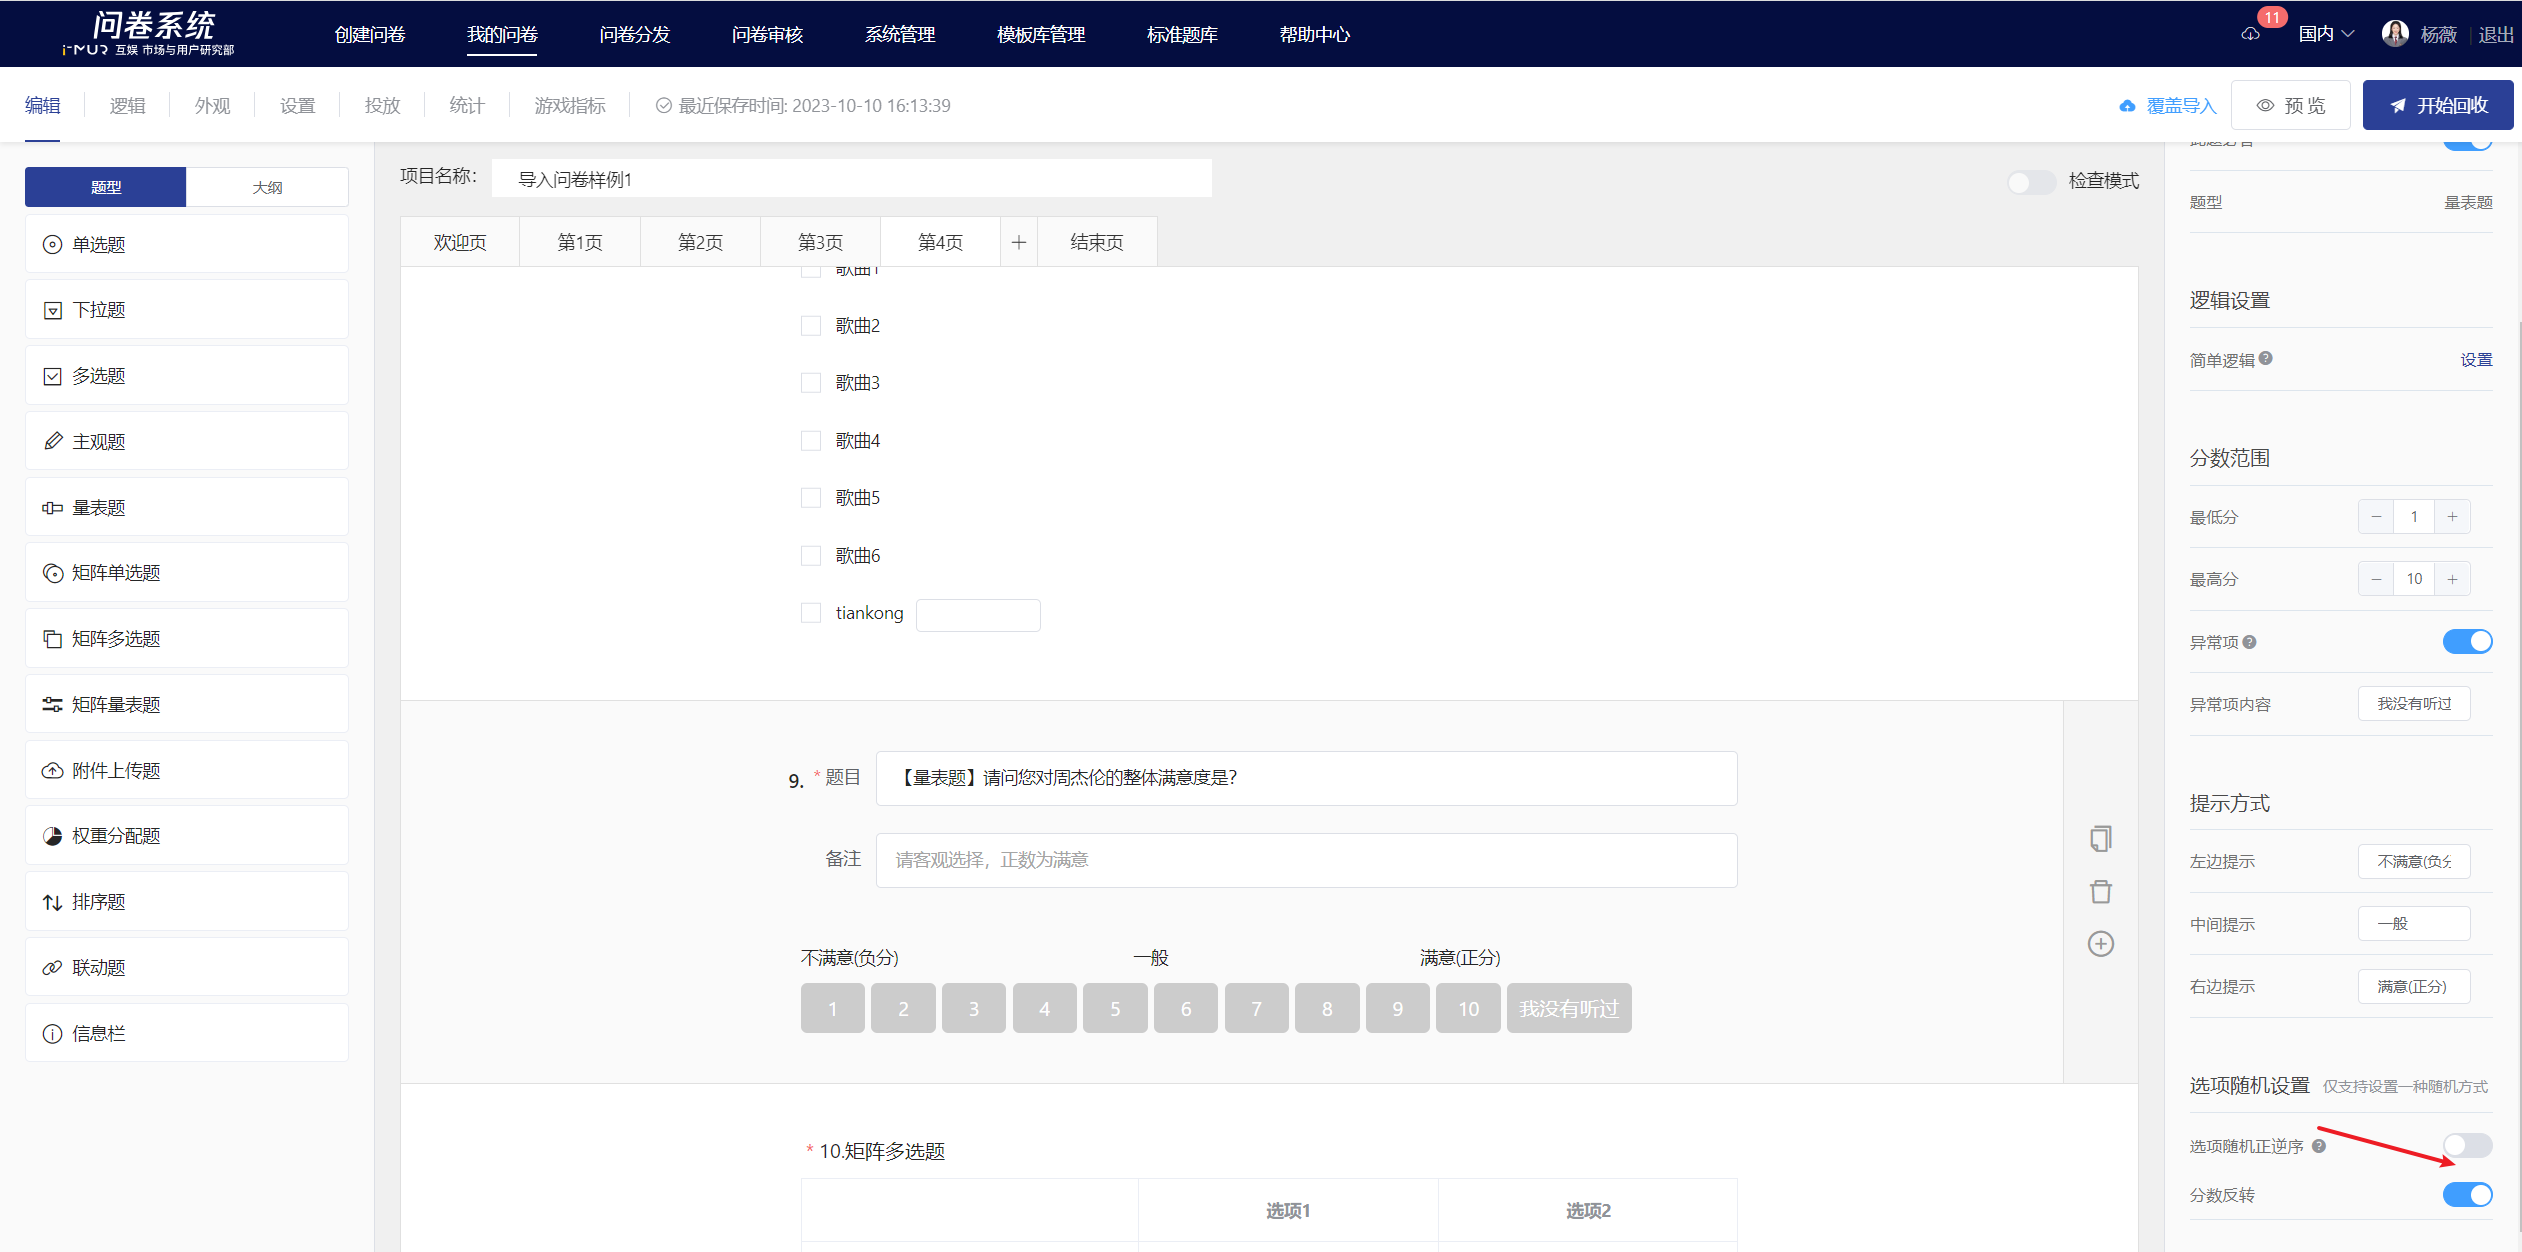 问卷系统
i-MUR 互娱 市场与用户研究部
创建问卷
我的问卷
问卷分发
问卷审核
系统管理
模板库管理
标准题库
帮助中心
11
国内
杨薇
退出
编辑
逻辑
外观
设置
投放
统计
游戏指标
最近保存时间: 2023-10-10 16:13:39
覆盖导入
预 览
开始回收
题型
大纲
单选题
下拉题
多选题
主观题
量表题
矩阵单选题
矩阵多选题
矩阵量表题
附件上传题
权重分配题
排序题
联动题
信息栏
项目名称:
导入问卷样例1
检查模式
欢迎页
第1页
第2页
第3页
第4页
+
结束页
歌曲1
歌曲2
歌曲3
歌曲4
歌曲5
歌曲6
tiankong
9. * 题目
【量表题】请问您对周杰伦的整体满意度是?
备注
请客观选择，正数为满意
不满意(负分)
一般
满意(正分)
1 2 3 4 5 6 7 8 9 10 我没有听过
* 10.矩阵多选题
选项1
选项2
此题必答
题型
量表题
逻辑设置
简单逻辑 ?
设置
分数范围
最低分
− 1 +
最高分
− 10 +
异常项 ?
异常项内容
我没有听过
提示方式
左边提示
不满意(负分
中间提示
一般
右边提示
满意(正分)
选项随机设置 仅支持设置一种随机方式
选项随机正逆序 ?
分数反转